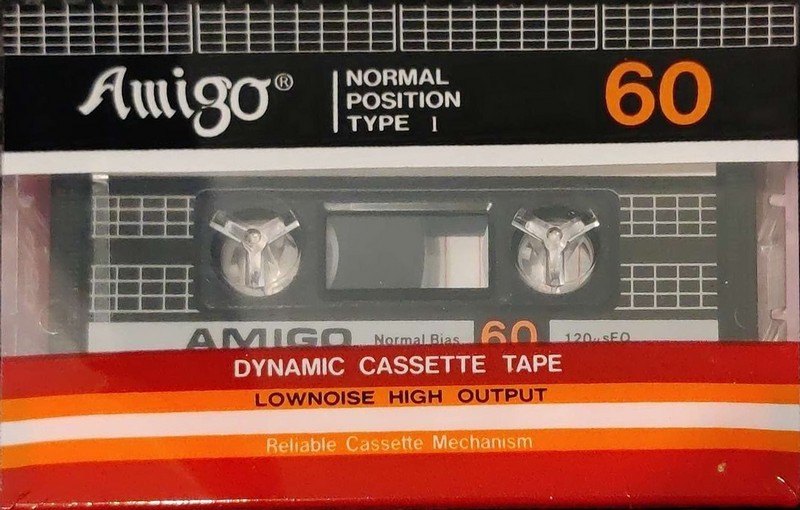 Amigo®
NORMAL
POSITION
TYPE I
60
AMIGO Normal Bias 60 120μsEQ
DYNAMIC CASSETTE TAPE
LOWNOISE HIGH OUTPUT
Reliable Cassette Mechanism